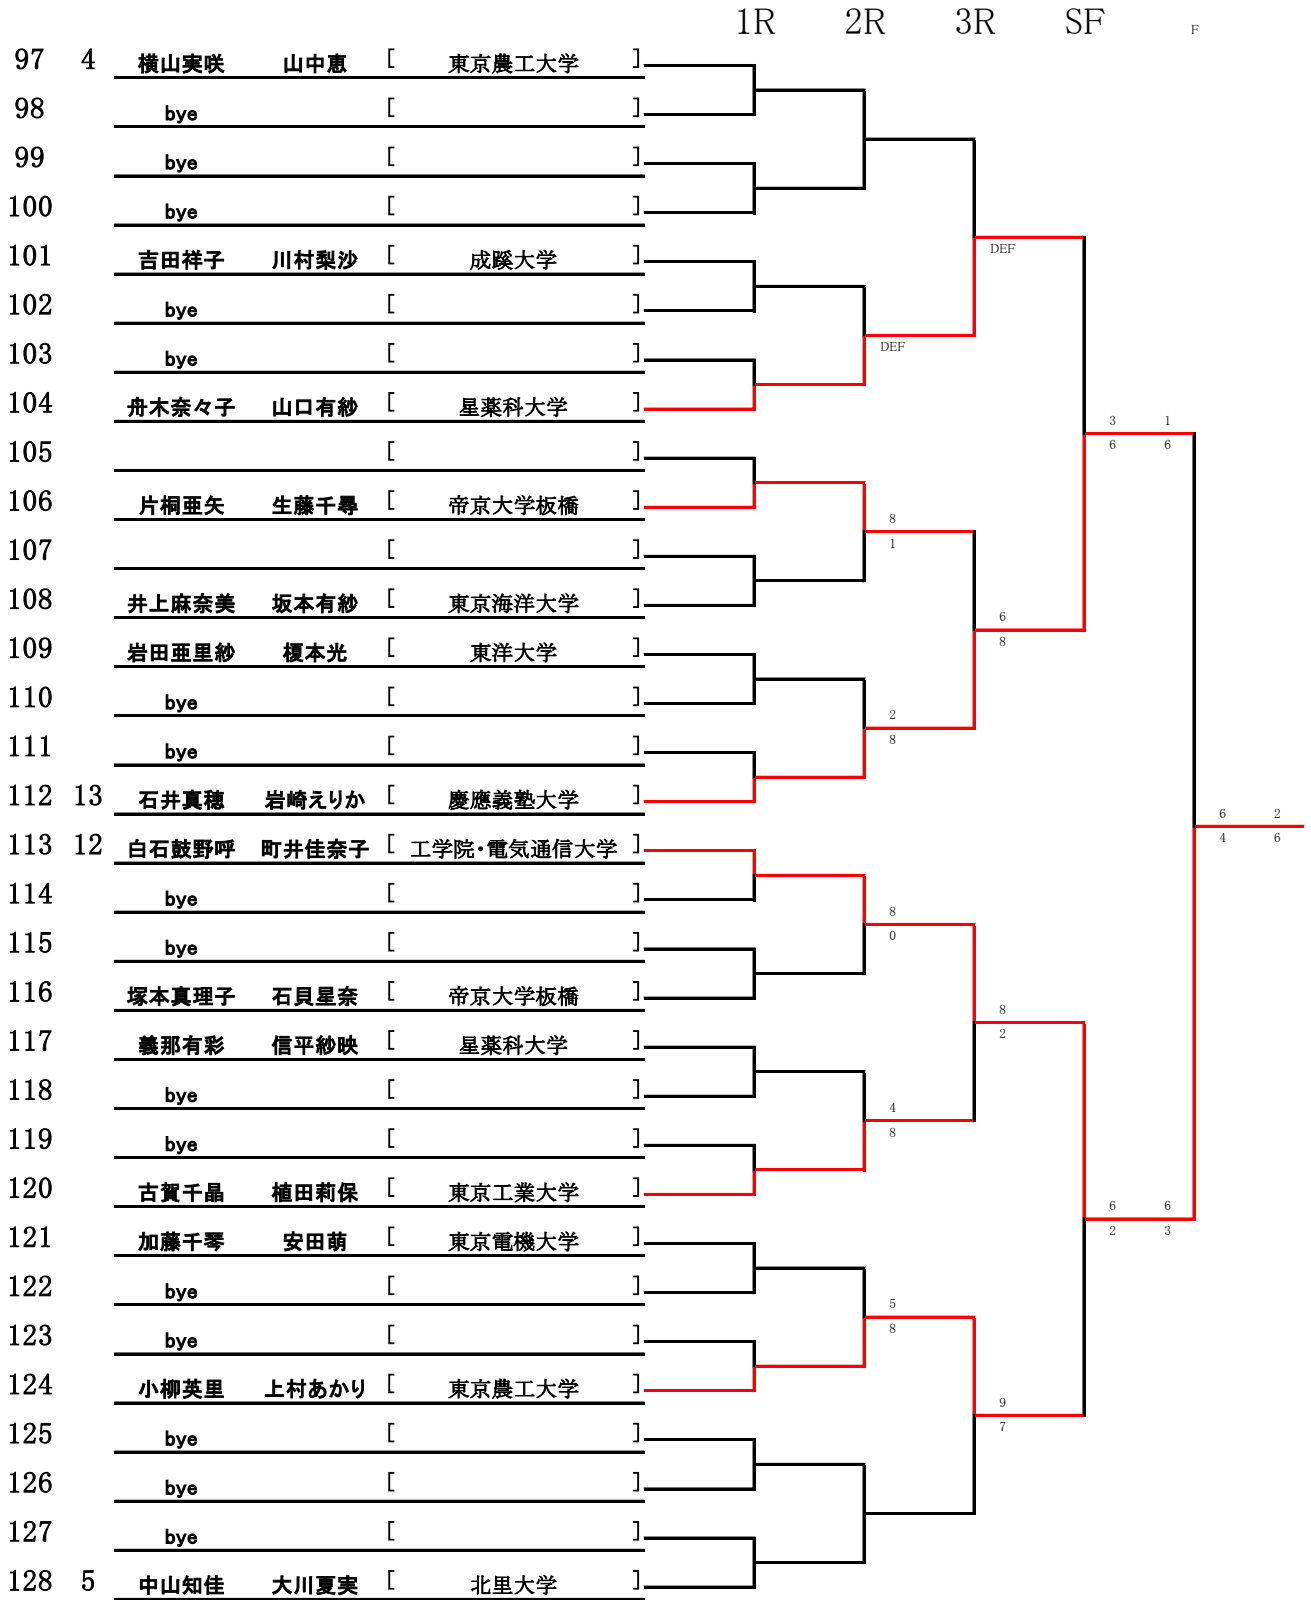 1R 2R 3R SF F
97 4 横山実咲 山中恵 [ 東京農工大学 ]
98 bye [ ]
99 bye [ ]
100 bye [ ]
101 吉田祥子 川村梨沙 [ 成蹊大学 ] DEF
102 bye [ ]
103 bye [ ] DEF
104 舟木奈々子 山口有紗 [ 星薬科大学 ]
3 1
105 [ ] 6 6
106 片桐亜矢 生藤千尋 [ 帝京大学板橋 ]
8
107 [ ] 1
108 井上麻奈美 坂本有紗 [ 東京海洋大学 ]
6
109 岩田亜里紗 榎本光 [ 東洋大学 ] 8
110 bye [ ]
2
111 bye [ ] 8
112 13 石井真穂 岩崎えりか [ 慶應義塾大学 ]
6 2
113 12 白石鼓野呼 町井佳奈子 [ 工学院・電気通信大学 ] 4 6
114 bye [ ]
8
115 bye [ ] 0
116 塚本真理子 石貝星奈 [ 帝京大学板橋 ]
8
117 義那有彩 信平紗映 [ 星薬科大学 ] 2
118 bye [ ]
4
119 bye [ ] 8
120 古賀千晶 植田莉保 [ 東京工業大学 ]
6 6
121 加藤千琴 安田萌 [ 東京電機大学 ] 2 3
122 bye [ ]
5
123 bye [ ] 8
124 小柳英里 上村あかり [ 東京農工大学 ]
9
125 bye [ ] 7
126 bye [ ]
127 bye [ ]
128 5 中山知佳 大川夏実 [ 北里大学 ]